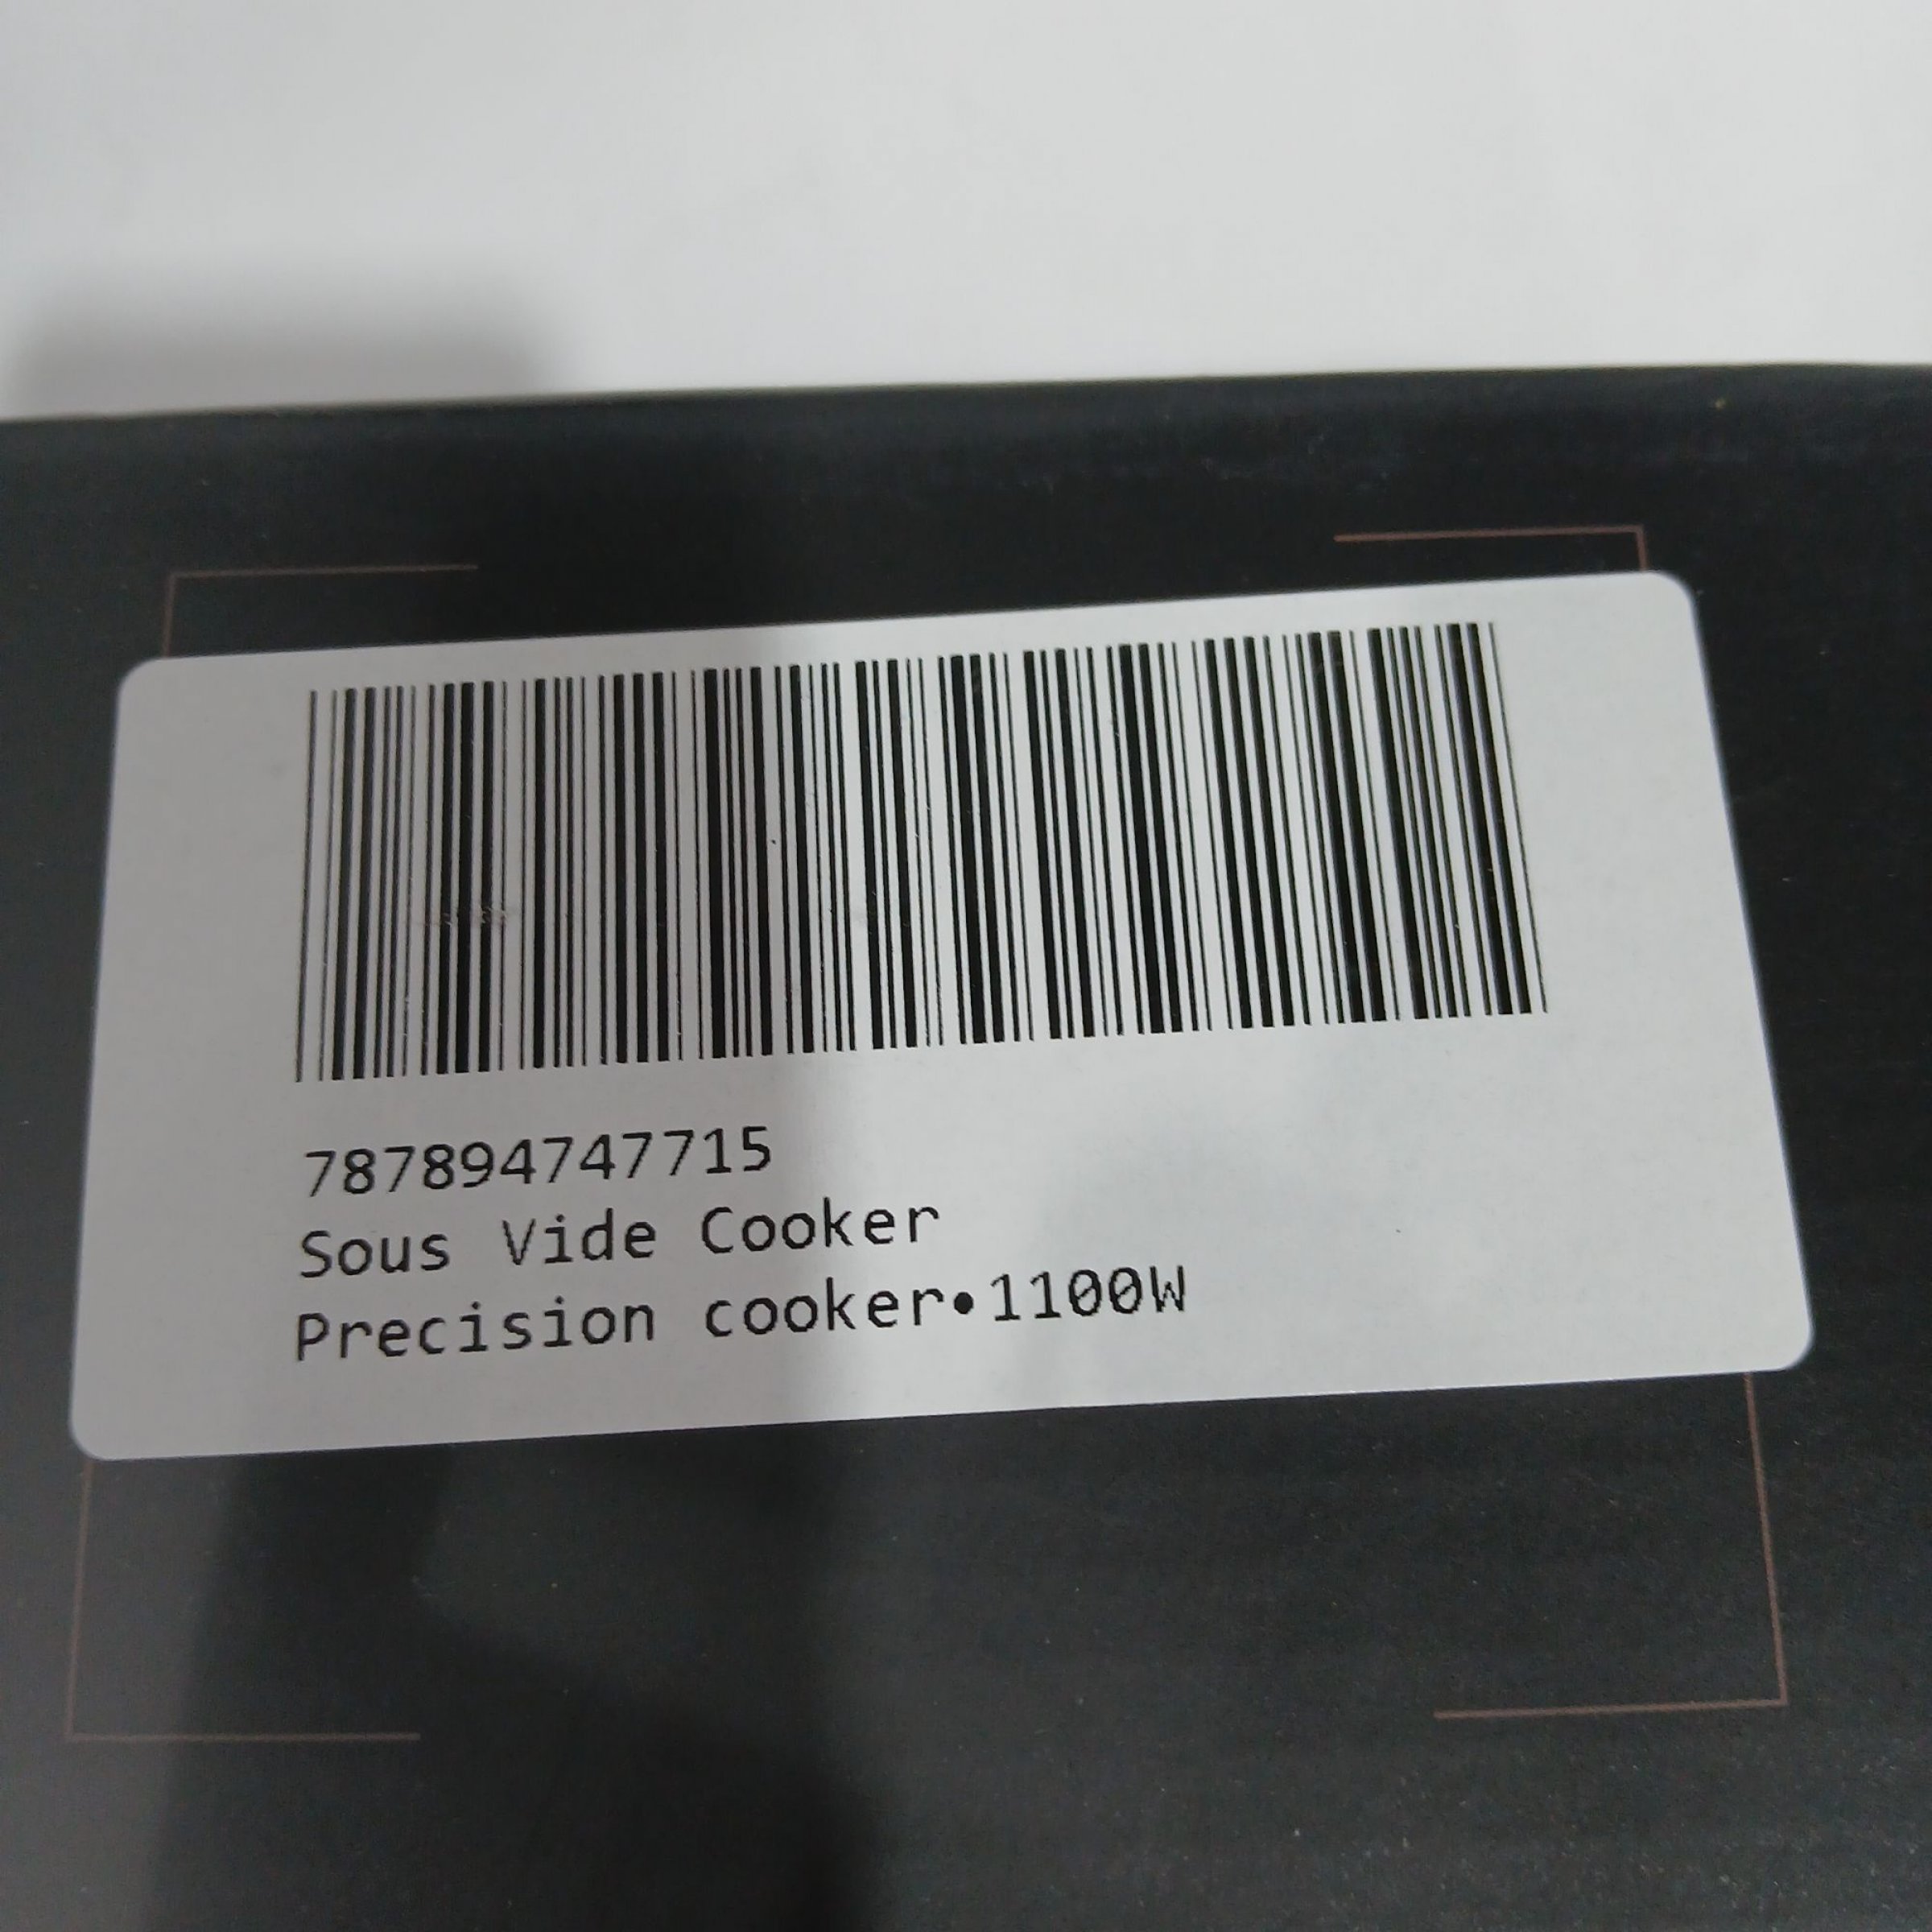 787894747715
Sous Vide Cooker
Precision cooker•1100W